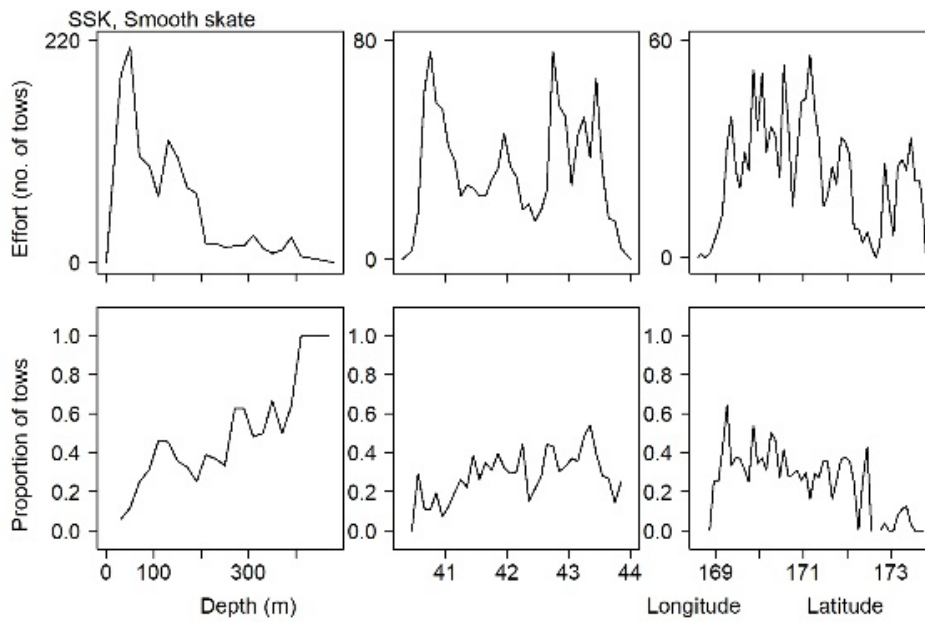 SSK, Smooth skate
220
0
80
0
60
0
Effort (no. of tows)
1.0
0.8
0.6
0.4
0.2
0.0
1.0
0.8
0.6
0.4
0.2
0.0
1.0
0.8
0.6
0.4
0.2
0.0
Proportion of tows
0 100 300
41 42 43 44
169 171 173
Depth (m)
Longitude
Latitude